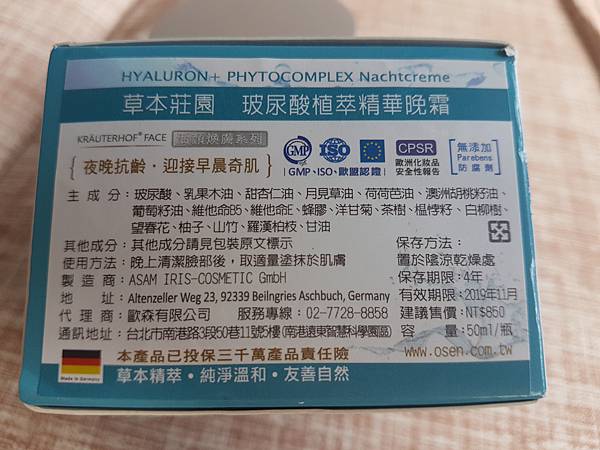 HYALURON+ PHYTOCOMPLEX Nachtcreme
草本莊園 玻尿酸植萃精華晚霜
KRÄUTERHOF® FACE
夜晚抗齡・迎接早晨奇肌
GMP ISO
GMP、ISO、歐盟認證
CPSR
歐洲化妝品
安全性報告
無添加
Parebens
防腐劑
主成分:玻尿酸、乳果木油、甜杏仁油、月見草油、荷荷芭油、澳洲胡桃籽油、
葡萄籽油、維他命B5、維他命E、蜂膠、洋甘菊、茶樹、榲桲籽、白柳樹、
望春花、柚子、山竹、羅漢柏枝、甘油
其他成分:其他成分請見包裝原文標示
使用方法:晚上清潔臉部後,取適量塗抹於肌膚
製造商:ASAM IRIS-COSMETIC GmbH
地址:Altenzeller Weg 23, 92339 Beilngries Aschbuch, Germany
代理商:歐森有限公司 服務專線:02-7728-8858
通訊地址:台北市南港路3段50巷11號5樓(南港遠東智慧科學園區)
保存方法:
置於陰涼乾燥處
保存期限:4年
有效期限:2019年11月
建議售價:NT$850
容量:50ml/瓶
Made in Germany
本產品已投保三千萬產品責任險
www.osen.com.tw
草本精萃・純淨溫和・友善自然